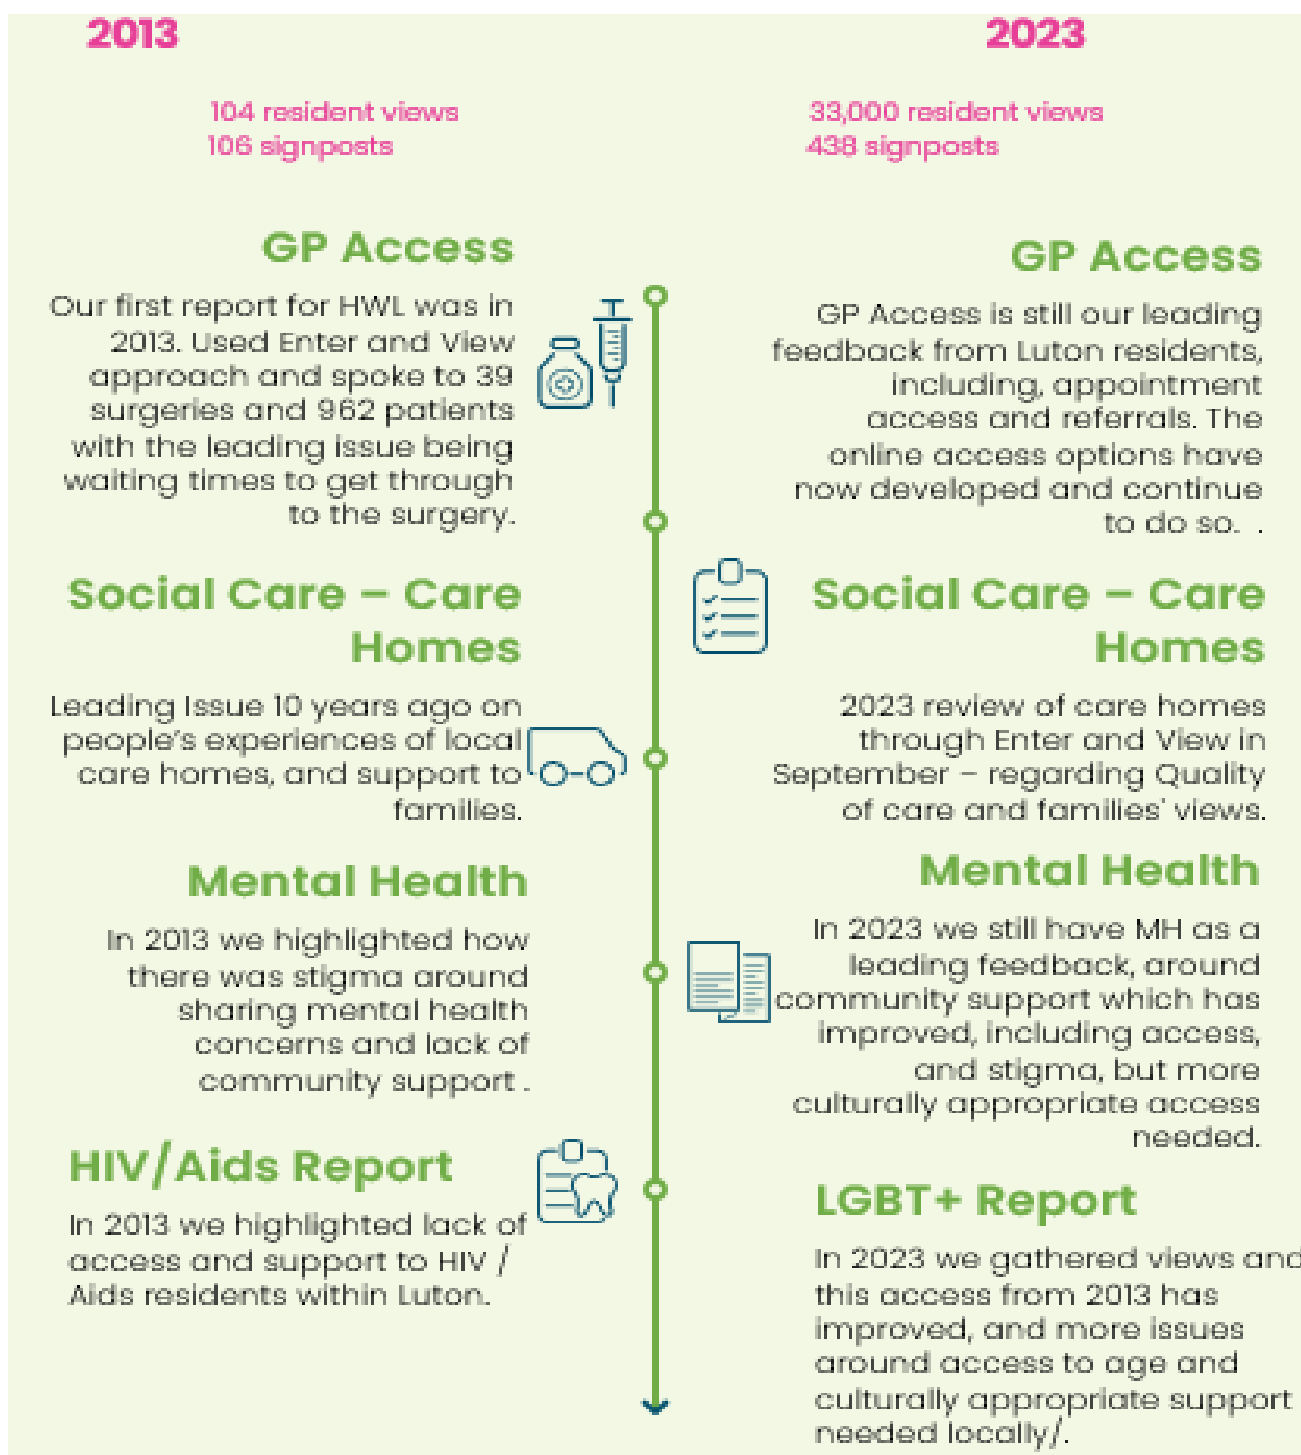 2013
104 resident views
106 signposts
GP Access
Our first report for HWL was in
2013. Used Enter and View
approach and spoke to 39
surgeries and 962 patients
with the leading issue being
waiting times to get through
to the surgery.
Social Care – Care
Homes
Leading Issue 10 years ago on
people's experiences of local
care homes, and support to
families.
Mental Health
In 2013 we highlighted how
there was stigma around
sharing mental health
concerns and lack of
community support .
HIV/Aids Report
In 2013 we highlighted lack of
access and support to HIV /
Aids residents within Luton.
2023
33,000 resident views
438 signposts
GP Access
GP Access is still our leading
feedback from Luton residents,
including, appointment
access and referrals. The
online access options have
now developed and continue
to do so. .
Social Care – Care
Homes
2023 review of care homes
through Enter and View in
September – regarding Quality
of care and families' views.
Mental Health
In 2023 we still have MH as a
leading feedback, around
community support which has
improved, including access,
and stigma, but more
culturally appropriate access
needed.
LGBT+ Report
In 2023 we gathered views and
this access from 2013 has
improved, and more issues
around access to age and
culturally appropriate support
needed locally/.